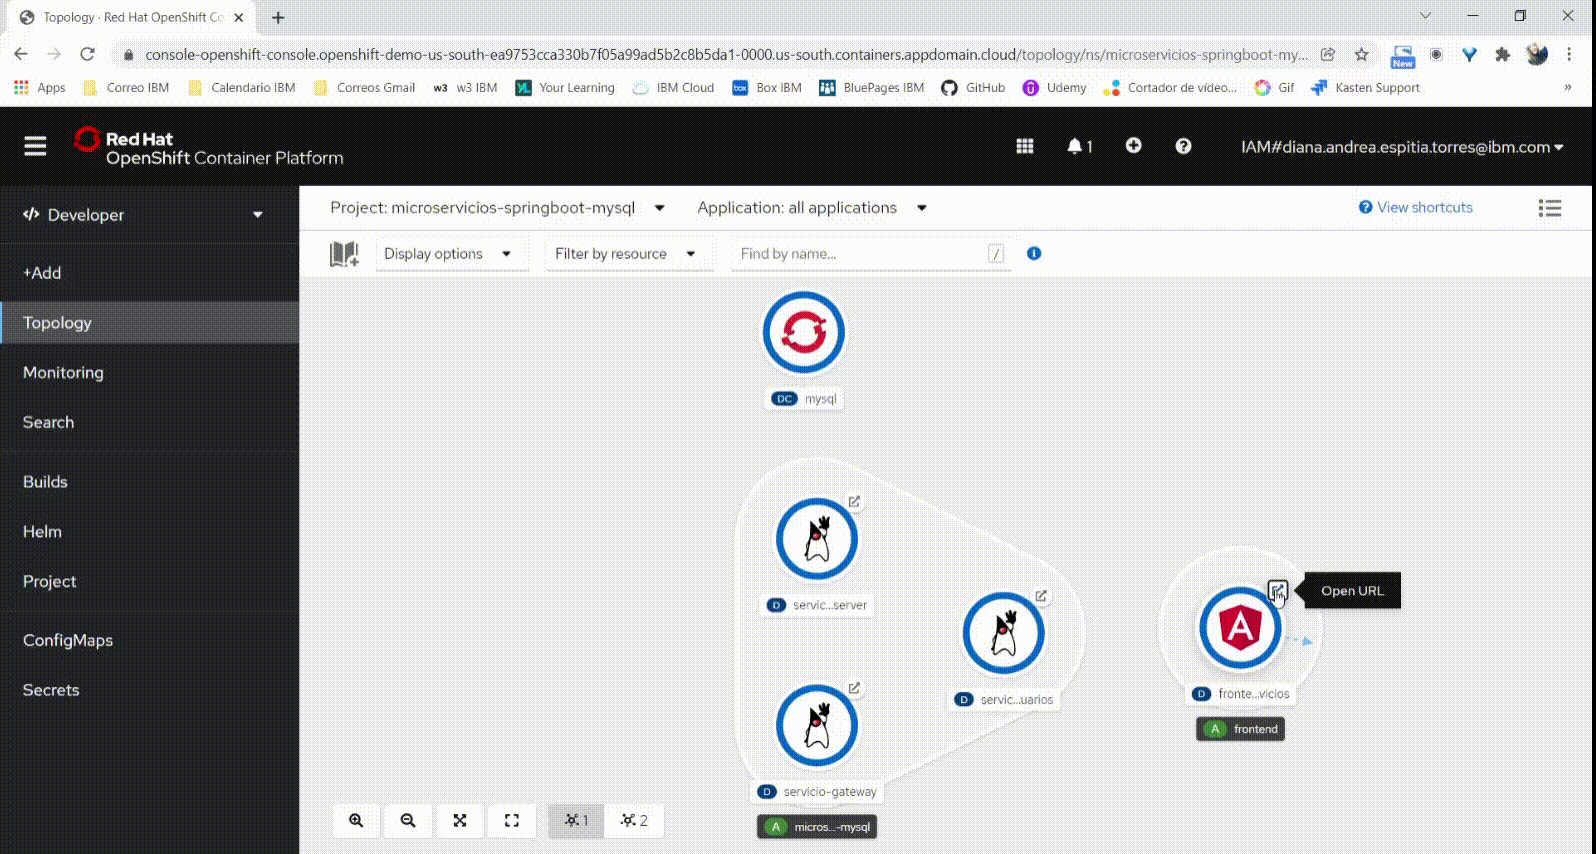 Topology · Red Hat OpenShift Co
console-openshift-console.openshift-demo-us-south-ea9753cca330b7f05a99ad5b2c8b5da1-0000.us-south.containers.appdomain.cloud/topology/ns/microservicios-springboot-my...
New
Apps Correo IBM Calendario IBM Correos Gmail w3 w3 IBM YL Your Learning IBM Cloud box Box IBM BluePages IBM GitHub Udemy Cortador de vídeo... Gif Kasten Support »
Red Hat
OpenShift Container Platform
1
IAM#diana.andrea.espitia.torres@ibm.com
</> Developer
Project: microservicios-springboot-mysql Application: all applications View shortcuts
Display options Filter by resource Find by name... /
+Add
Topology
Monitoring
Search
Builds
Helm
Project
ConfigMaps
Secrets
DC mysql
D servic...server
D servic...uarios
D servicio-gateway
A micros...-mysql
Open URL
A
D fronte...vicios
A frontend
1 2